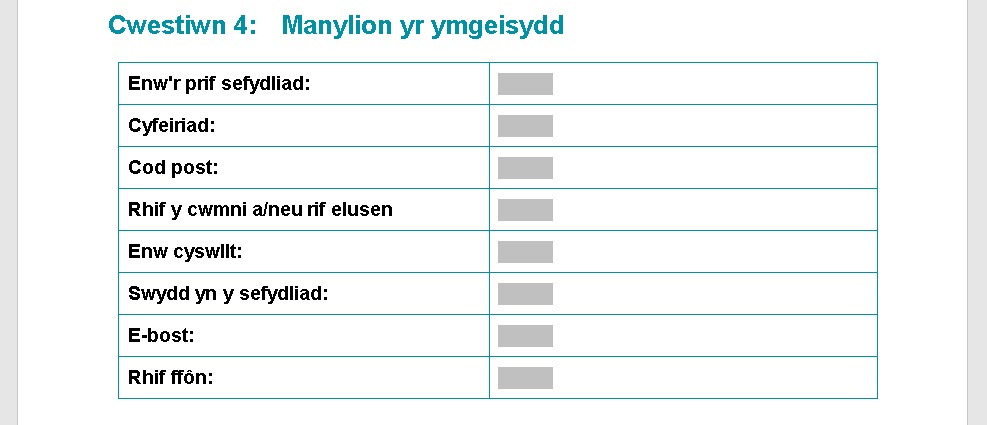 Cwestiwn 4: Manylion yr ymgeisydd
Enw'r prif sefydliad:
Cyfeiriad:
Cod post:
Rhif y cwmni a/neu rif elusen
Enw cyswllt:
Swydd yn y sefydliad:
E-bost:
Rhif ffôn: